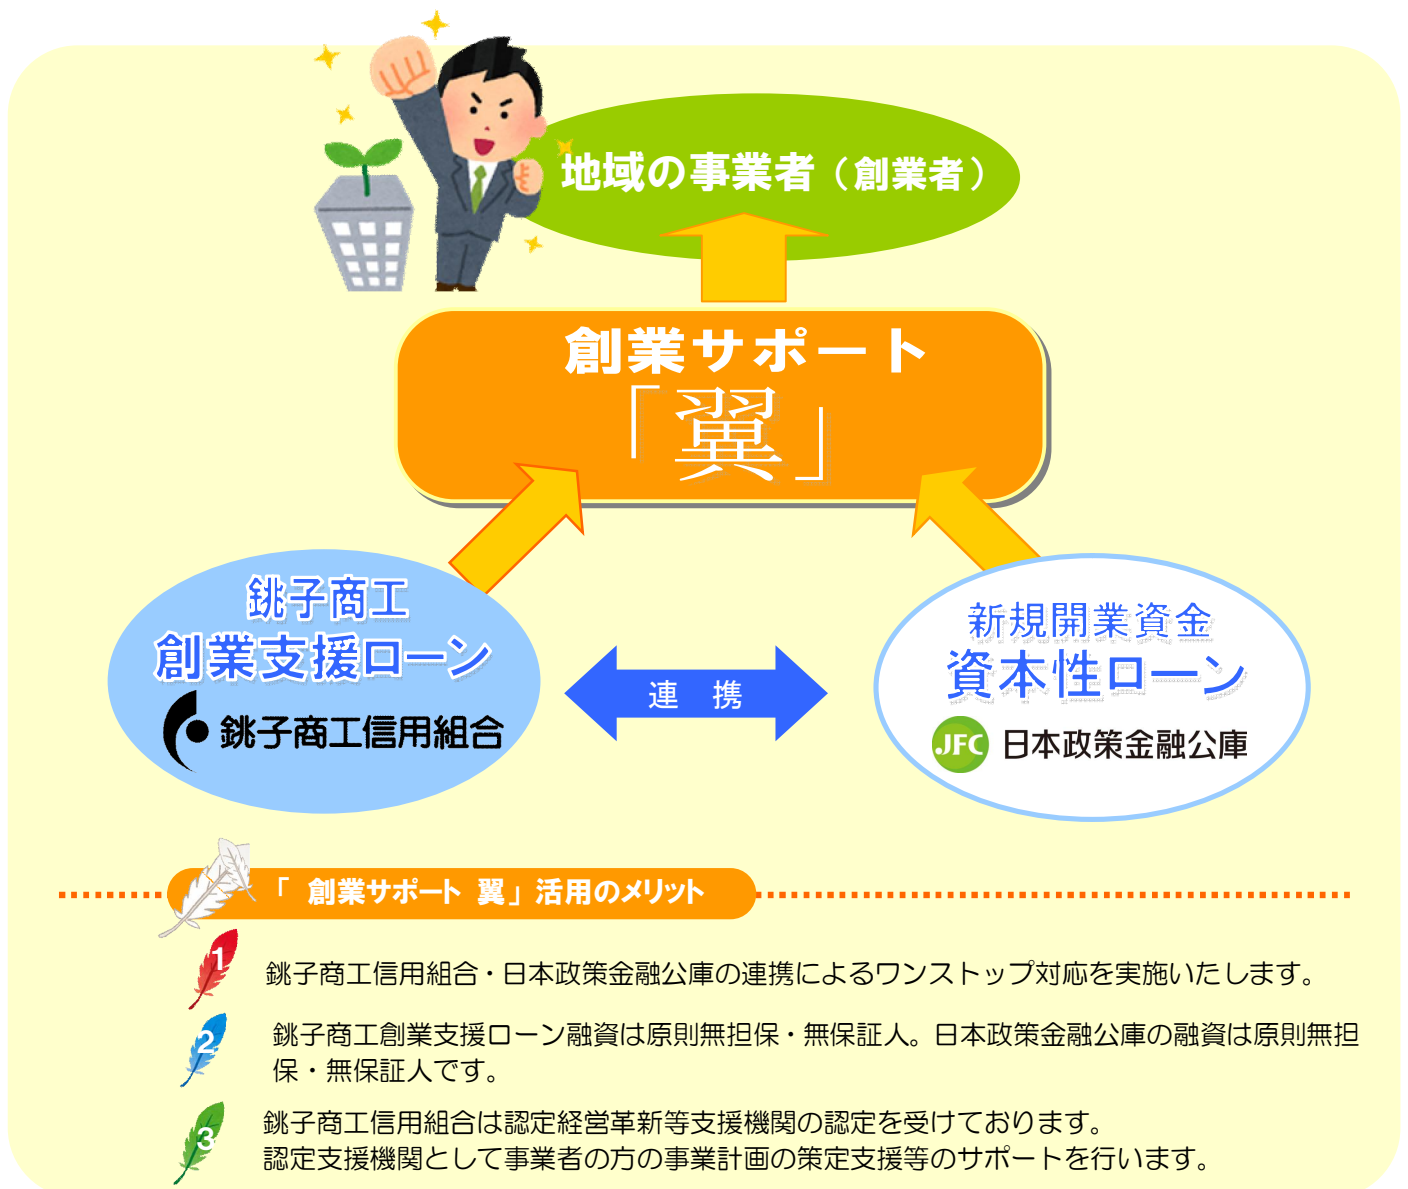 地域の事業者（創業者）
創業サポート
「翼」
銚子商工
創業支援ローン
銚子商工信用組合
連 携
新規開業資金
資本性ローン
JFC 日本政策金融公庫
「 創業サポート 翼」活用のメリット
1 銚子商工信用組合・日本政策金融公庫の連携によるワンストップ対応を実施いたします。
2 銚子商工創業支援ローン融資は原則無担保・無保証人。日本政策金融公庫の融資は原則無担
保・無保証人です。
3 銚子商工信用組合は認定経営革新等支援機関の認定を受けております。
認定支援機関として事業者の方の事業計画の策定支援等のサポートを行います。